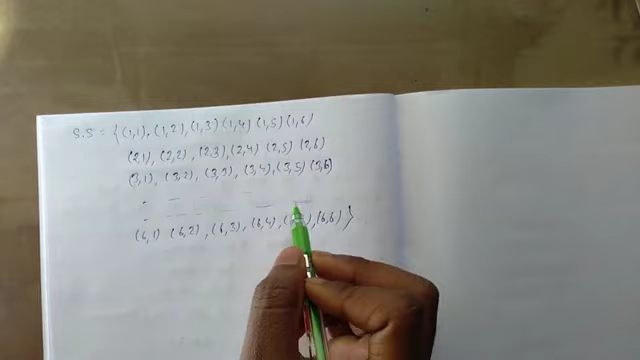 S.S = { (1,1), (1,2), (1,3) (1,4) (1,5) (1,6)
(2,1), (2,2), (2,3), (2,4) (2,5) (2,6)
(3,1), (3,2), (3,3), (3,4), (3,5) (3,6)
(6,1) (6,2), (6,3), (6,4), , (6,6) }